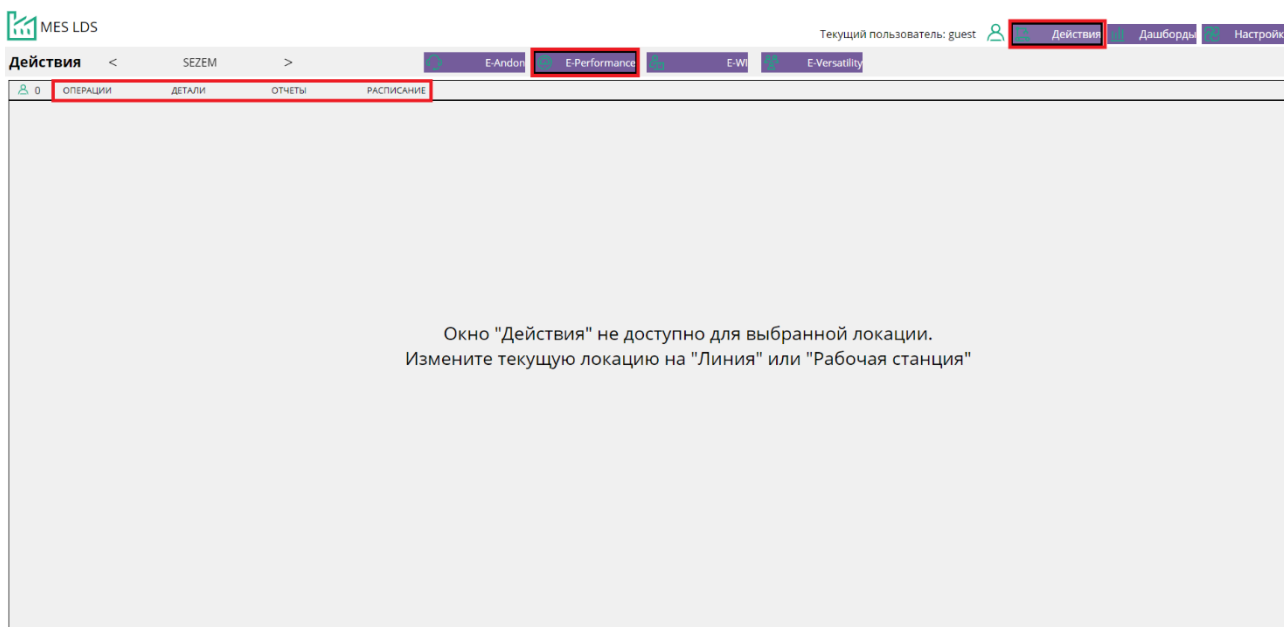 MES LDS
Текущий пользователь: guest Действия Дашборды Настройк
Действия < SEZEM > E-Andon E-Performance E-WI E-Versatility
0 ОПЕРАЦИИ ДЕТАЛИ ОТЧЕТЫ РАСПИСАНИЕ
Окно "Действия" не доступно для выбранной локации.
Измените текущую локацию на "Линия" или "Рабочая станция"